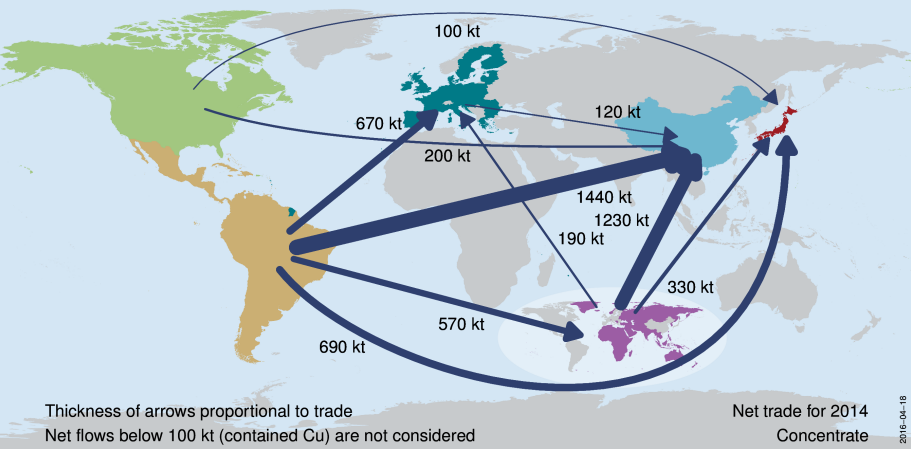 100 kt
120 kt
670 kt
200 kt
1440 kt
1230 kt
190 kt
330 kt
570 kt
690 kt
Thickness of arrows proportional to trade
Net flows below 100 kt (contained Cu) are not considered
Net trade for 2014
Concentrate
2016−04−18